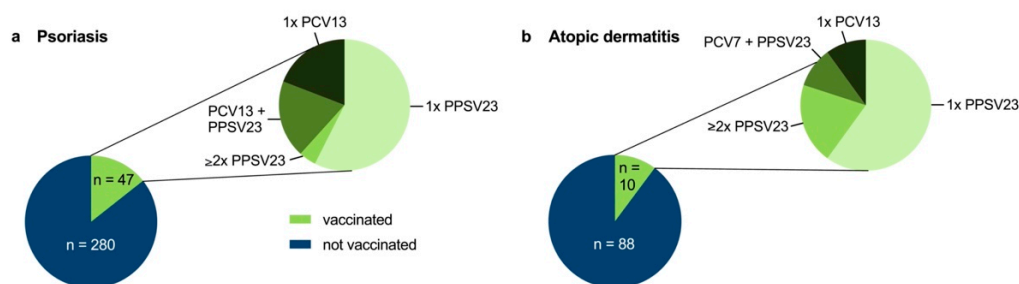 a Psoriasis
1x PCV13
PCV13 +
PPSV23
≥2x PPSV23
1x PPSV23
n = 47
n = 280
vaccinated
not vaccinated
b Atopic dermatitis
1x PCV13
PCV7 + PPSV23
≥2x PPSV23
1x PPSV23
n =
10
n = 88